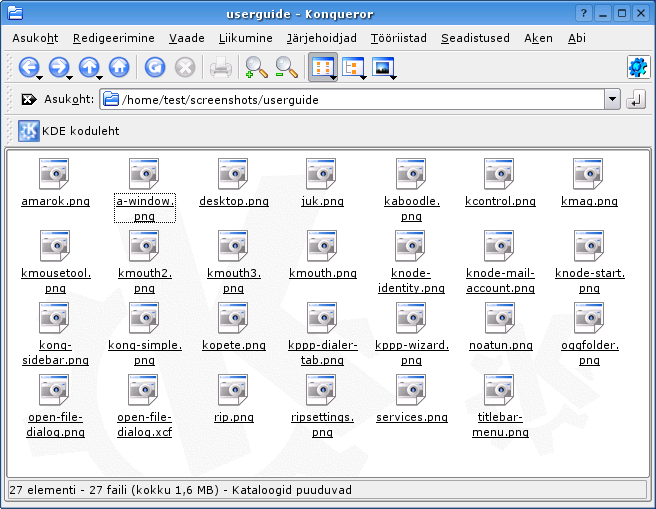 userguide - Konqueror
Asukoht Redigeerimine Vaade Liikumine Järjehoidjad Tööriistad Seadistused Aken Abi
Asukoht: /home/test/screenshots/userguide
KDE koduleht
amarok.png a-window. desktop.png juk.png kaboodle. kcontrol.png kmag.png
png png
kmousetool. kmouth2. kmouth3. kmouth.png knode- knode-mail- knode-start.
png png png identity.png account.png png
konq- konq-simple. kopete.png kppp-dialer- kppp-wizard. noatun.png oggfolder.
sidebar.png png tab.png png png
open-file- open-file- rip.png ripsettings. services.png titlebar-
dialog.png dialog.xcf png menu.png
27 elementi - 27 faili (kokku 1,6 MB) - Kataloogid puuduvad